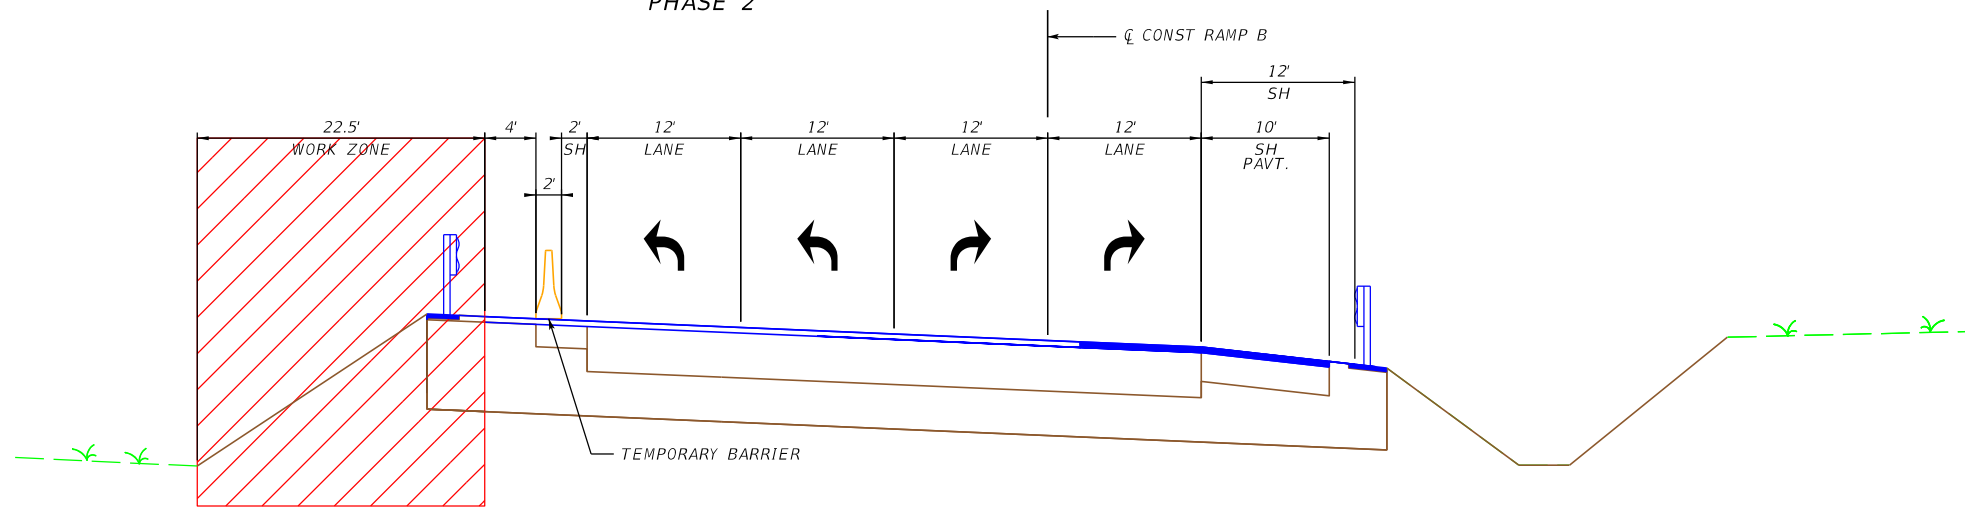 PHASE 2
℄ CONST RAMP B
12'
SH
22.5'
WORK ZONE
4'
2'
SH
12'
LANE
12'
LANE
12'
LANE
12'
LANE
10'
SH
PAVT.
2'
TEMPORARY BARRIER